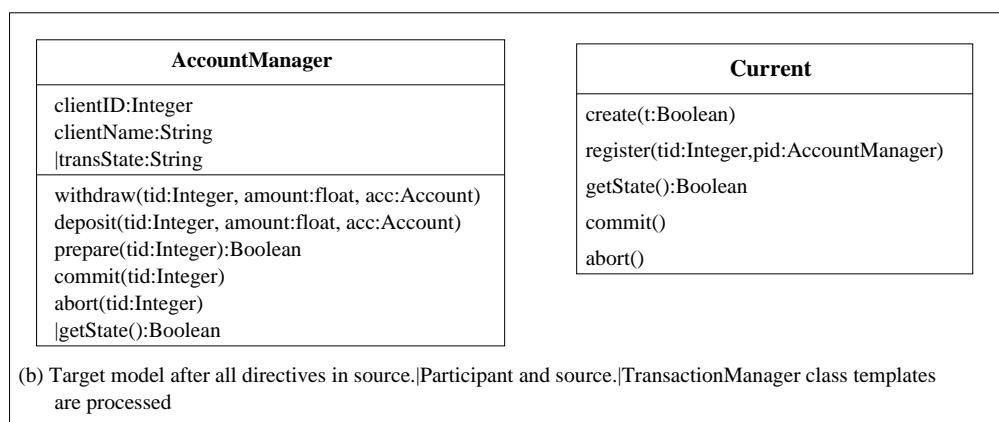 AccountManager
clientID:Integer
clientName:String
|transState:String
withdraw(tid:Integer, amount:float, acc:Account)
deposit(tid:Integer, amount:float, acc:Account)
prepare(tid:Integer):Boolean
commit(tid:Integer)
abort(tid:Integer)
|getState():Boolean
Current
create(t:Boolean)
register(tid:Integer,pid:AccountManager)
getState():Boolean
commit()
abort()
(b) Target model after all directives in source.|Participant and source.|TransactionManager class templates
are processed